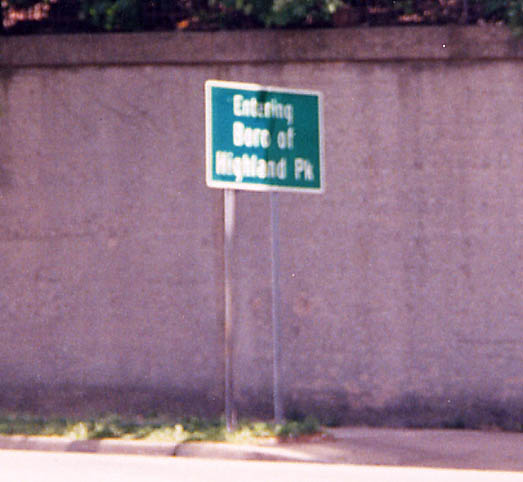 Entering
Boro of
Highland Pk